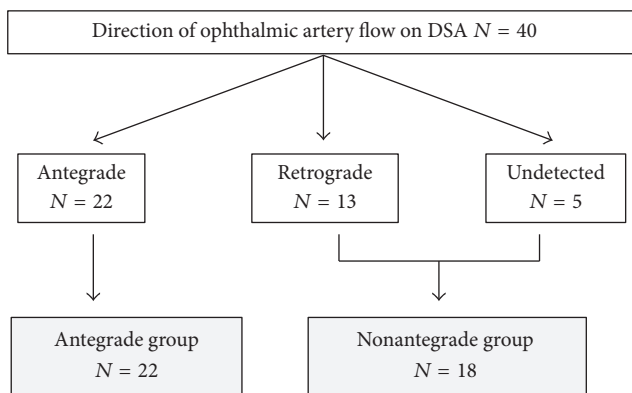 Direction of ophthalmic artery flow on DSA N = 40
Antegrade
N = 22
Retrograde
N = 13
Undetected
N = 5
Antegrade group
N = 22
Nonantegrade group
N = 18